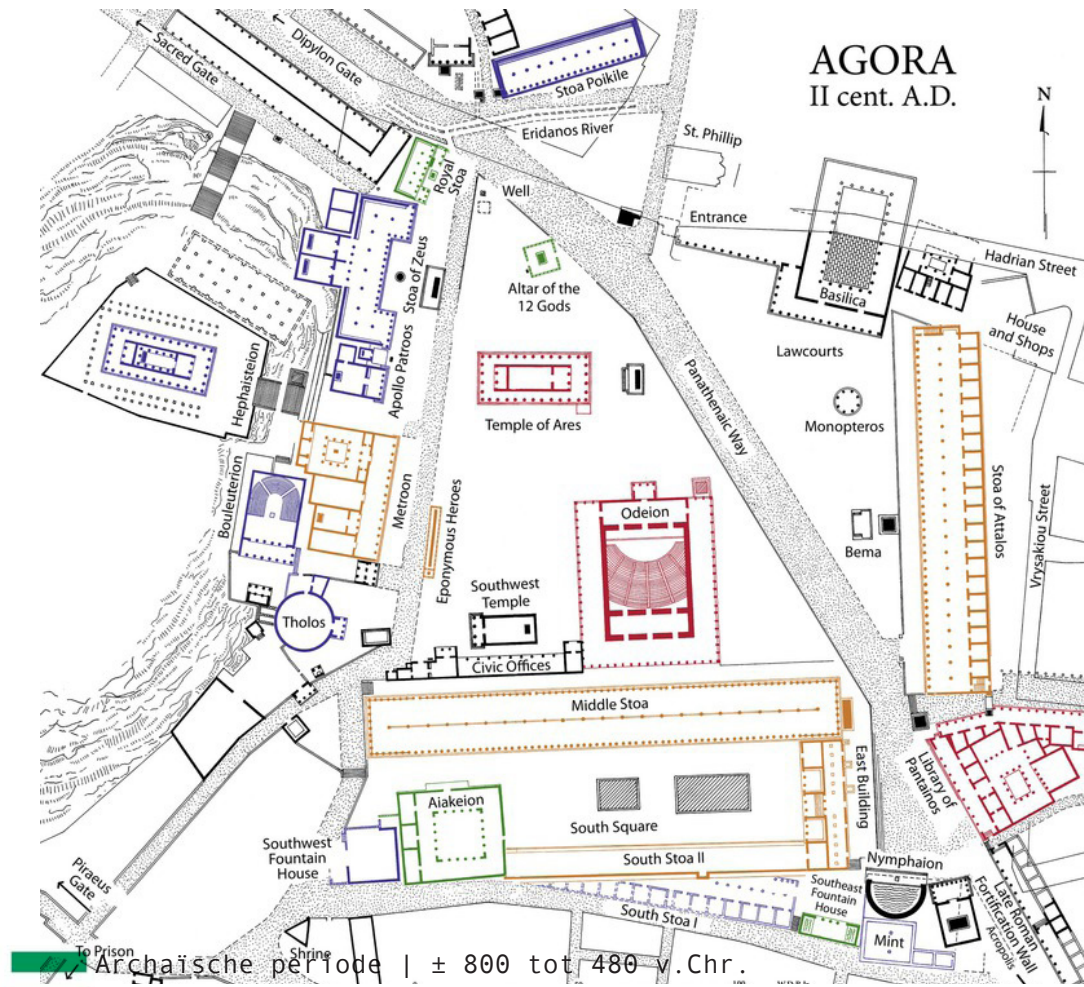 AGORA
II cent. A.D.
N
Sacred Gate
Dipylon Gate
Stoa Poikile
Eridanos River
St. Phillip
Royal
Stoa
Well
Entrance
Hadrian Street
Stoa of Zeus
Altar of the
12 Gods
Basilica
House
and Shops
Lawcourts
Hephaisteion
Apollo Patroos
Panathenaic Way
Temple of Ares
Monopteros
Bouleuterion
Metroon
Eponymous Heroes
Odeion
Bema
Stoa of Attalos
Vrysakiou Street
Southwest
Temple
Tholos
Civic Offices
Middle Stoa
East Building
Library of
Pantainos
Aiakeion
South Square
Southwest
Fountain
House
South Stoa II
Nymphaion
Piraeus
Gate
Southeast
Fountain
House
South Stoa I
Late Roman
Fortification Wall
Acropolis
Mint
Shrine
To Prison
Archaïsche periode | ± 800 tot 480 v.Chr.